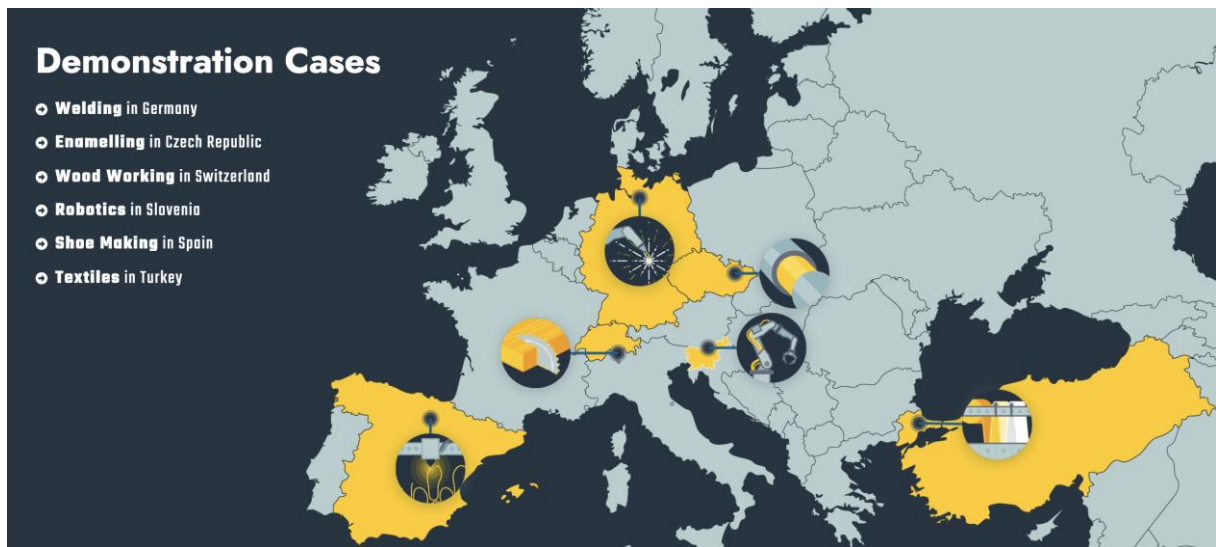 Demonstration Cases
Welding in Germany
Enamelling in Czech Republic
Wood Working in Switzerland
Robotics in Slovenia
Shoe Making in Spain
Textiles in Turkey